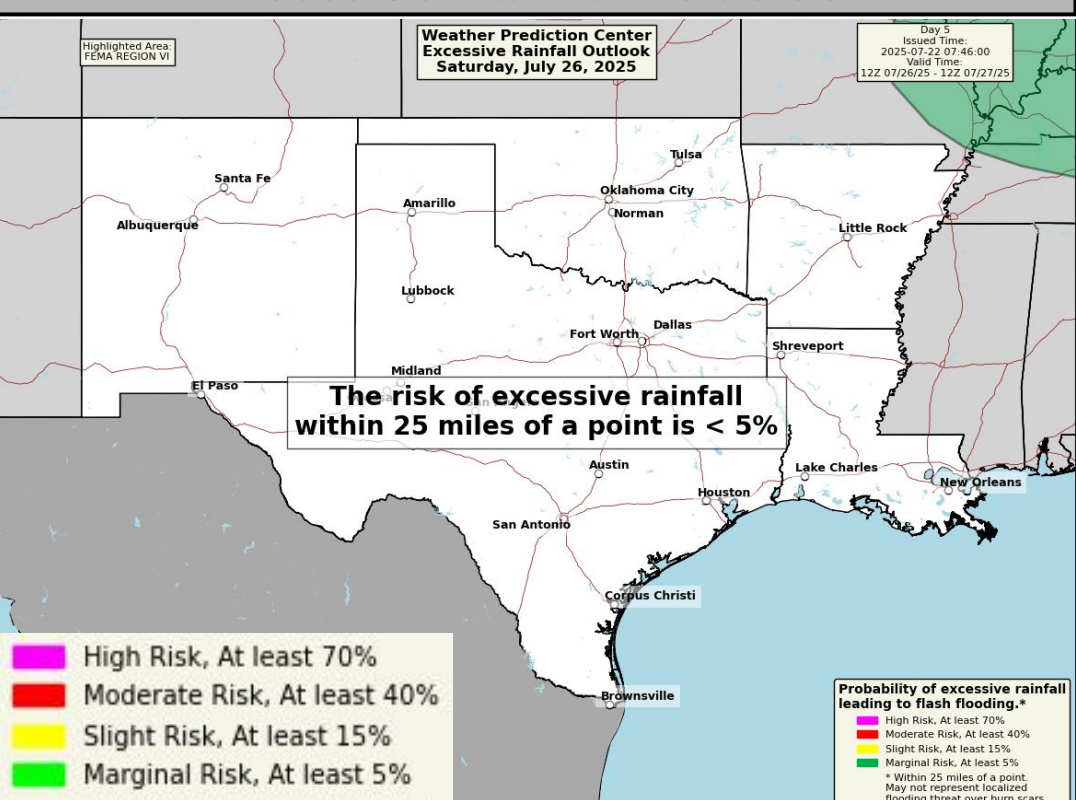 Highlighted Area:
FEMA REGION VI
Weather Prediction Center
Excessive Rainfall Outlook
Saturday, July 26, 2025
Day 5
Issued Time:
2025-07-22 07:46:00
Valid Time:
12Z 07/26/25 - 12Z 07/27/25
Tulsa
Santa Fe
Oklahoma City
Amarillo
Norman
Albuquerque
Little Rock
Lubbock
Dallas
Fort Worth
Shreveport
Midland
El Paso
The risk of excessive rainfall
within 25 miles of a point is < 5%
Austin
Lake Charles
New Orleans
Houston
San Antonio
Corpus Christi
Brownsville
High Risk, At least 70%
Moderate Risk, At least 40%
Slight Risk, At least 15%
Marginal Risk, At least 5%
Probability of excessive rainfall
leading to flash flooding.*
High Risk, At least 70%
Moderate Risk, At least 40%
Slight Risk, At least 15%
Marginal Risk, At least 5%
* Within 25 miles of a point.
May not represent localized
flooding threat over burn scars